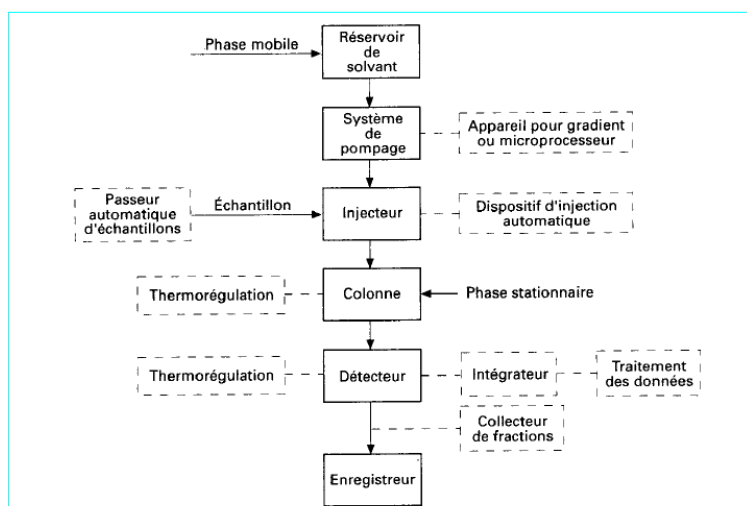 Phase mobile
Réservoir
de
solvant
Système
de
pompage
Appareil pour gradient
ou microprocesseur
Passeur
automatique
d'échantillons
Échantillon
Injecteur
Dispositif d'injection
automatique
Thermorégulation
Colonne
Phase stationnaire
Thermorégulation
Détecteur
Intégrateur
Traitement
des données
Collecteur
de fractions
Enregistreur